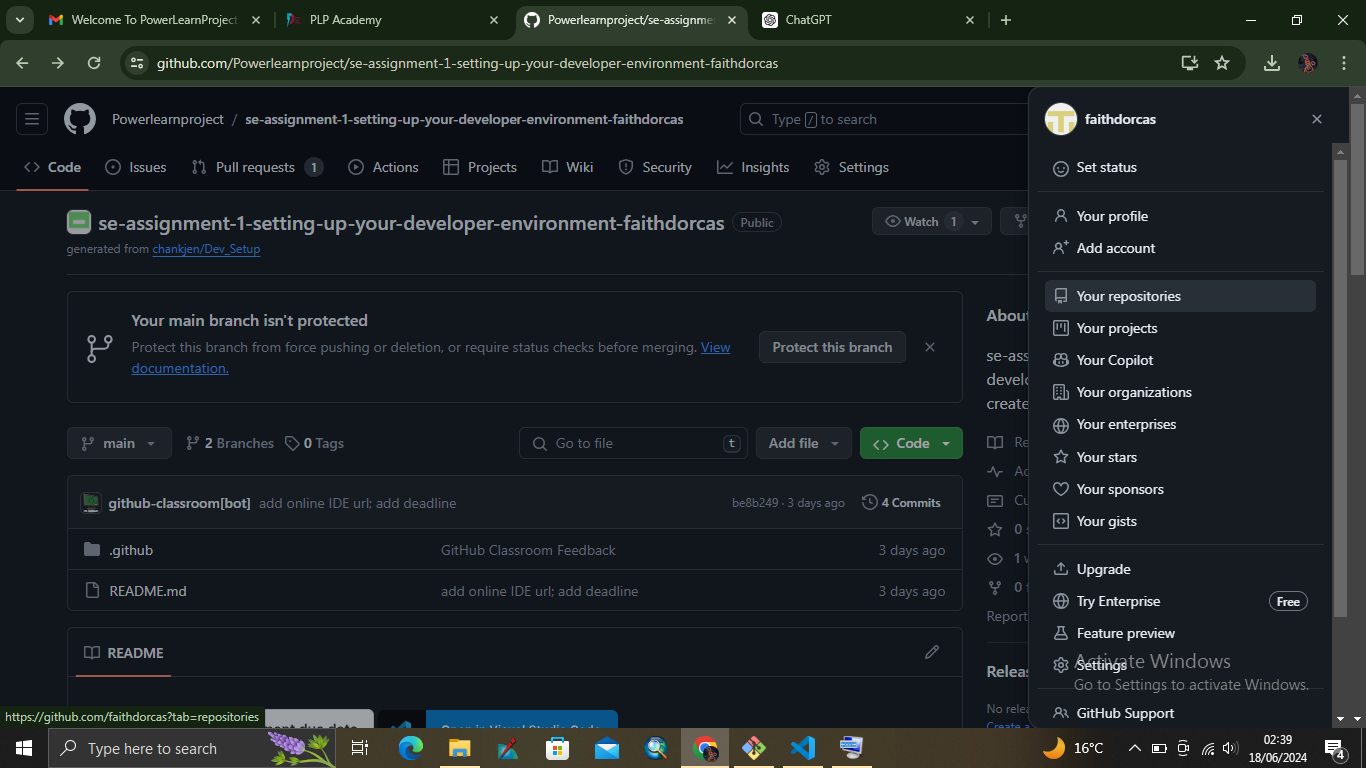 Welcome To PowerLearnProject
PLP Academy
Powerlearnproject/se-assignme
ChatGPT
github.com/Powerlearnproject/se-assignment-1-setting-up-your-developer-environment-faithdorcas
Powerlearnproject / se-assignment-1-setting-up-your-developer-environment-faithdorcas
Type / to search
Code
Issues
Pull requests 1
Actions
Projects
Wiki
Security
Insights
Settings
se-assignment-1-setting-up-your-developer-environment-faithdorcas Public
Watch 1
generated from chankjen/Dev_Setup
Your main branch isn't protected
Protect this branch from force pushing or deletion, or require status checks before merging. View
documentation.
Protect this branch
main
2 Branches
0 Tags
Go to file t
Add file
Code
github-classroom[bot] add online IDE url; add deadline
be8b249 · 3 days ago
4 Commits
.github GitHub Classroom Feedback 3 days ago
README.md add online IDE url; add deadline 3 days ago
README
Open in Visual Studio Code
About
se-ass
develo
create
Re
Ac
Cu
0 s
1 w
0 f
Report
Releas
No relea
Create a
faithdorcas
Set status
Your profile
Add account
Your repositories
Your projects
Your Copilot
Your organizations
Your enterprises
Your stars
Your sponsors
Your gists
Upgrade
Try Enterprise Free
Feature preview
Settings
GitHub Support
Activate Windows
Go to Settings to activate Windows.
https://github.com/faithdorcas?tab=repositories
Type here to search
16°C
02:39
18/06/2024
4